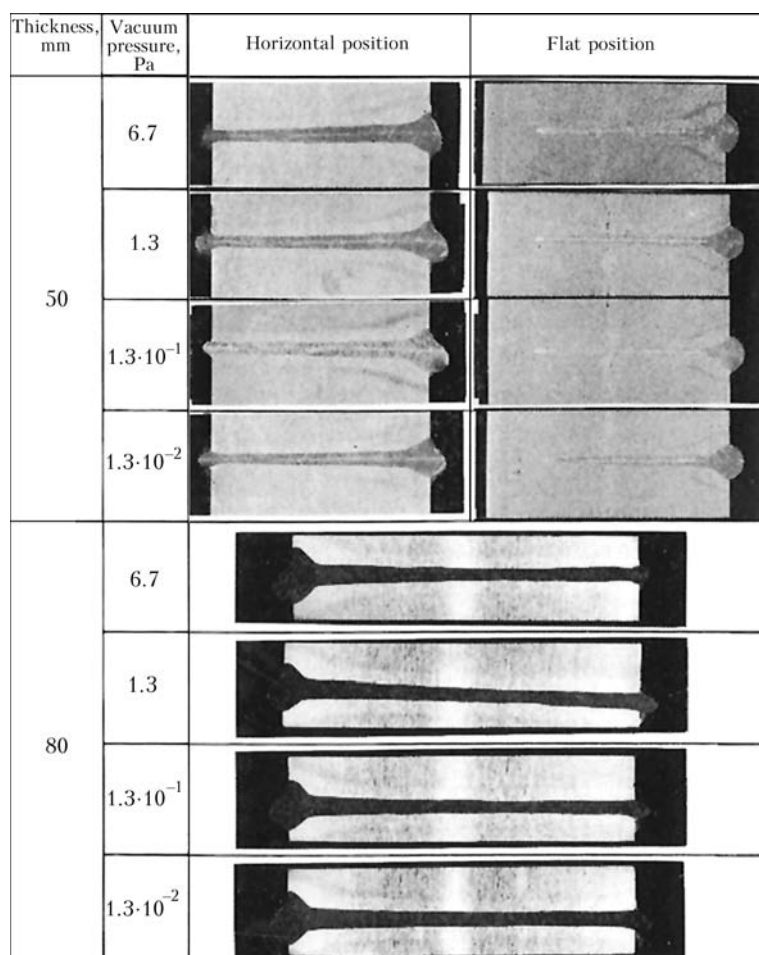 Thickness, mm
Vacuum pressure, Pa
Horizontal position
Flat position
50
6.7
1.3
1.3·10⁻¹
1.3·10⁻²
80
6.7
1.3
1.3·10⁻¹
1.3·10⁻²